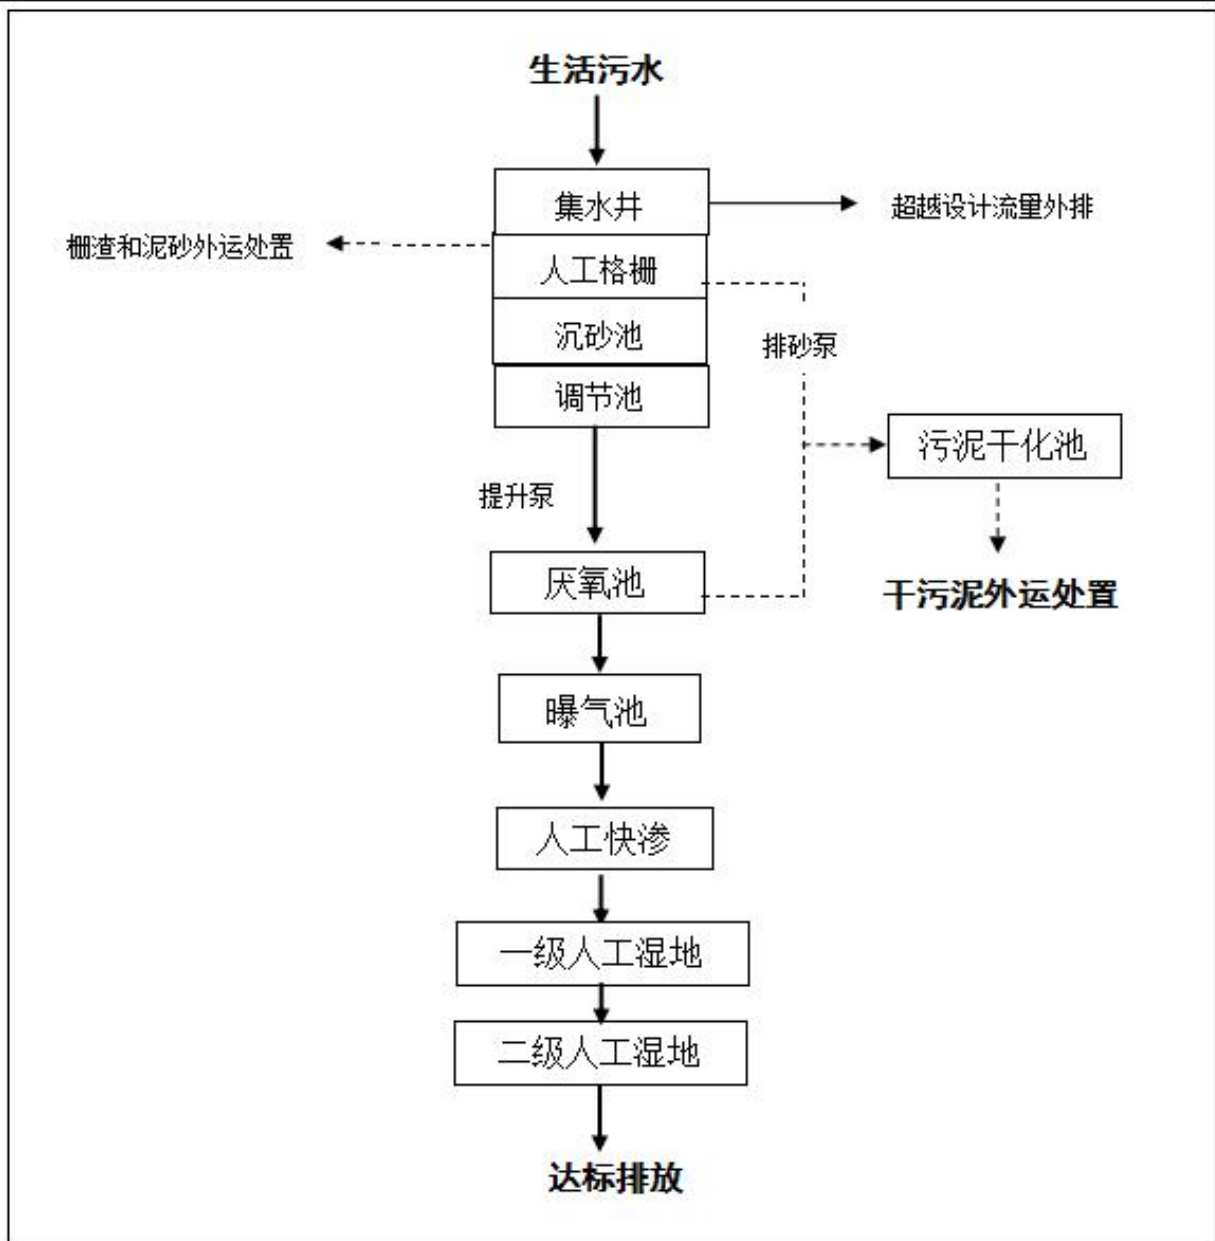 生活污水
集水井
超越设计流量外排
栅渣和泥砂外运处置
人工格栅
沉砂池
排砂泵
调节池
污泥干化池
提升泵
厌氧池
干污泥外运处置
曝气池
人工快渗
一级人工湿地
二级人工湿地
达标排放